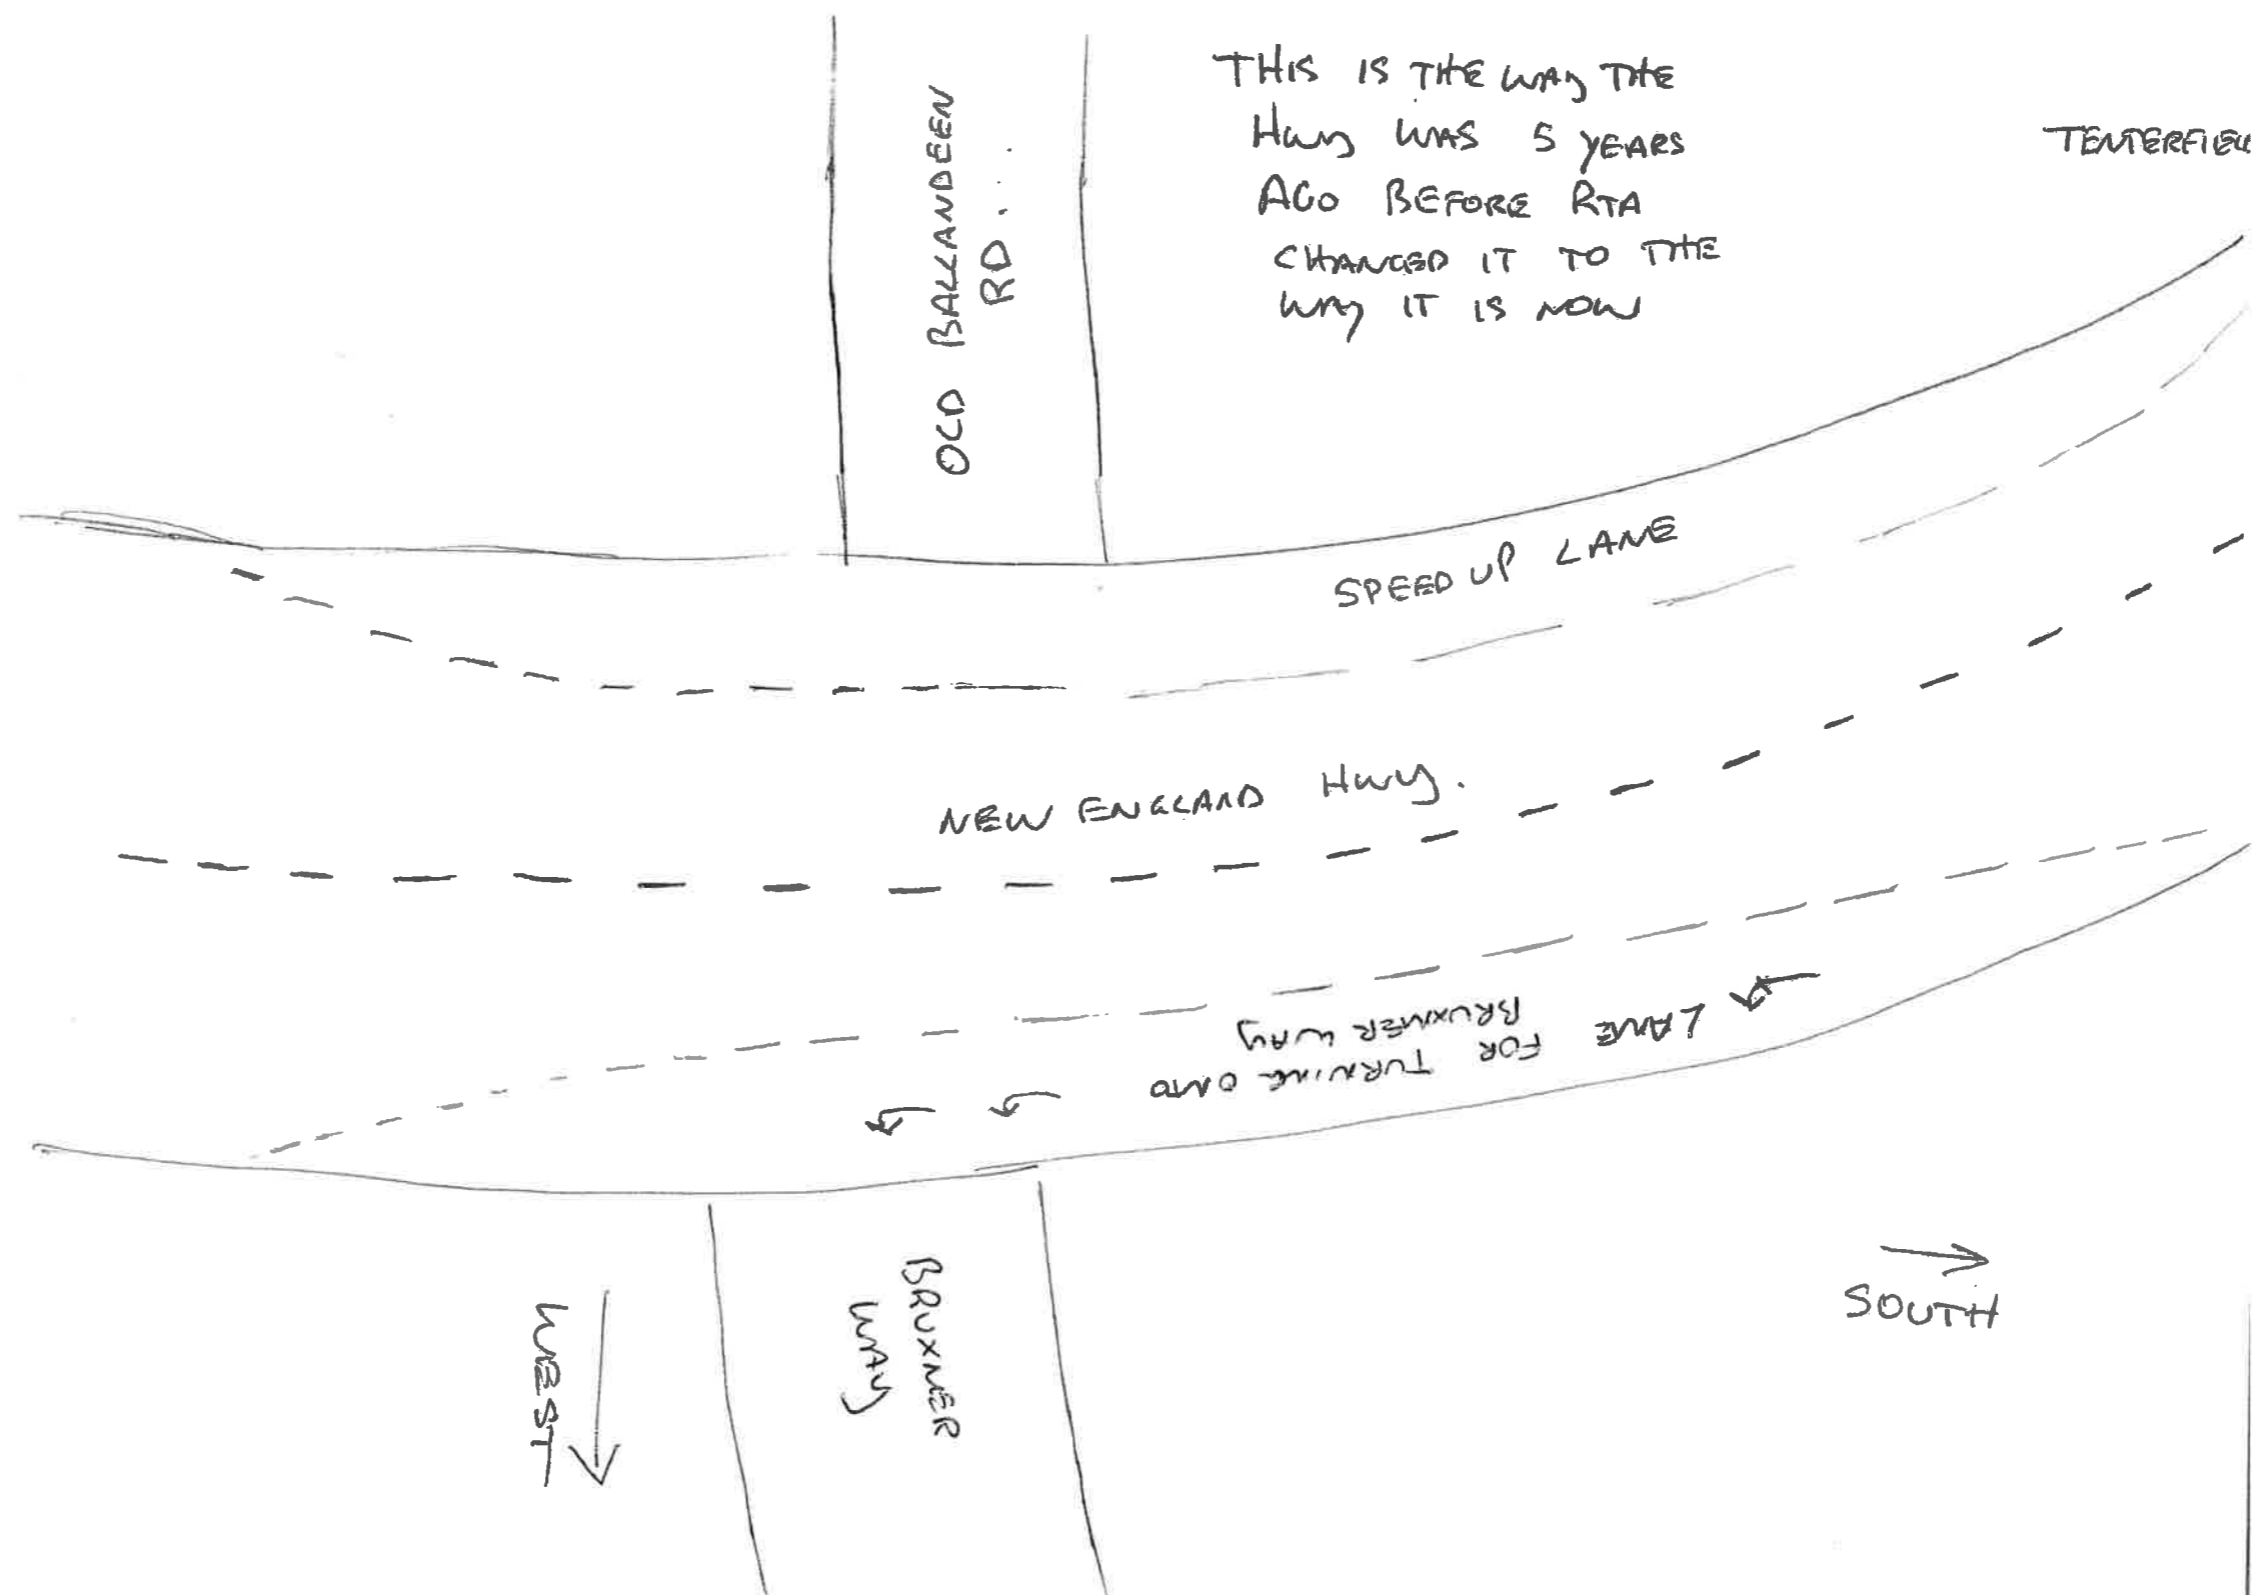 THIS IS THE WAY THE
HWY WAS 5 YEARS
AGO BEFORE RTA
CHANGED IT TO THE
WAY IT IS NOW
TENTERFIEL
OLD BALLANDEEN
RD...
SPEED UP LANE
NEW ENGLAND HWY.
LANE FOR TURNING ONTO
BRUXNER WAY
BRUXNER
WAY
WEST
SOUTH